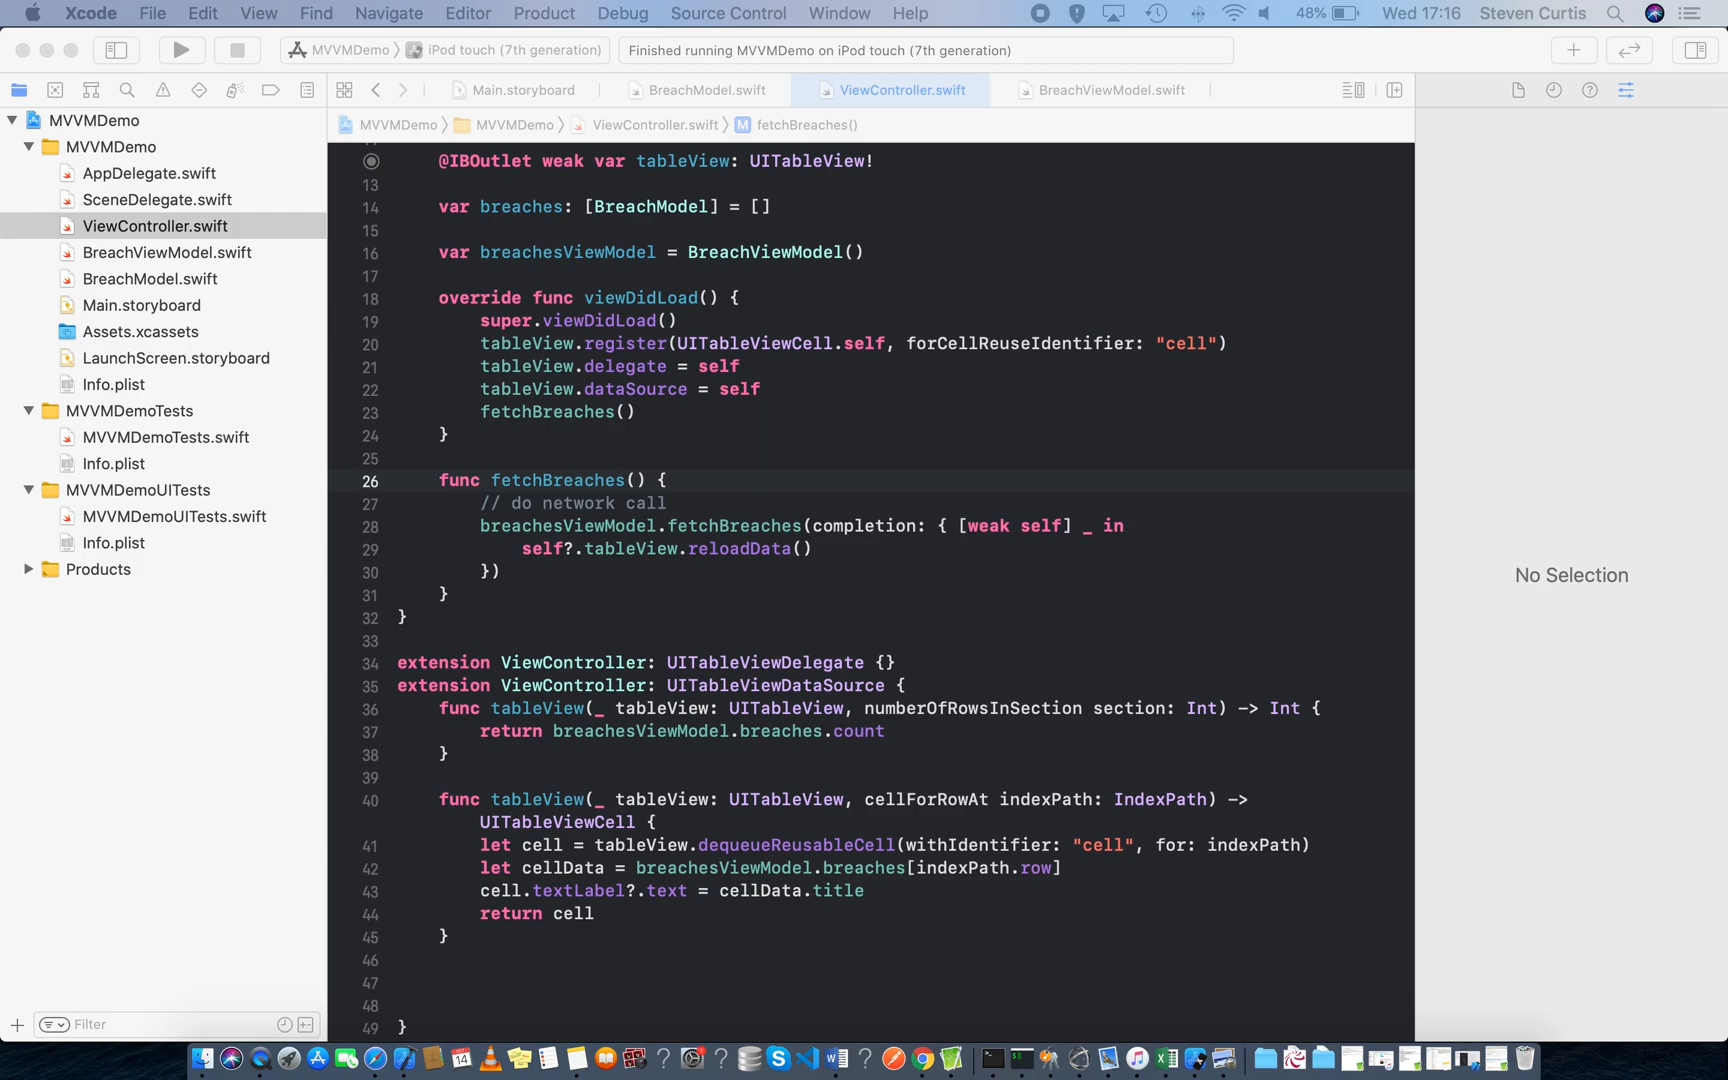 Xcode File Edit View Find Navigate Editor Product Debug Source Control Window Help 48% Wed 17:16 Steven Curtis
MVVMDemo iPod touch (7th generation) Finished running MVVMDemo on iPod touch (7th generation)
Main.storyboard BreachModel.swift ViewController.swift BreachViewModel.swift
MVVMDemo MVVMDemo ViewController.swift M fetchBreaches()
MVVMDemo
MVVMDemo
AppDelegate.swift
SceneDelegate.swift
ViewController.swift
BreachViewModel.swift
BreachModel.swift
Main.storyboard
Assets.xcassets
LaunchScreen.storyboard
Info.plist
MVVMDemoTests
MVVMDemoTests.swift
Info.plist
MVVMDemoUITests
MVVMDemoUITests.swift
Info.plist
Products
Filter
@IBOutlet weak var tableView: UITableView!
13
14 var breaches: [BreachModel] = []
15
16 var breachesViewModel = BreachViewModel()
17
18 override func viewDidLoad() {
19 super.viewDidLoad()
20 tableView.register(UITableViewCell.self, forCellReuseIdentifier: "cell")
21 tableView.delegate = self
22 tableView.dataSource = self
23 fetchBreaches()
24 }
25
26 func fetchBreaches() {
27 // do network call
28 breachesViewModel.fetchBreaches(completion: { [weak self] _ in
29 self?.tableView.reloadData()
30 })
31 }
32 }
33
34 extension ViewController: UITableViewDelegate {}
35 extension ViewController: UITableViewDataSource {
36 func tableView(_ tableView: UITableView, numberOfRowsInSection section: Int) -> Int {
37 return breachesViewModel.breaches.count
38 }
39
40 func tableView(_ tableView: UITableView, cellForRowAt indexPath: IndexPath) ->
UITableViewCell {
41 let cell = tableView.dequeueReusableCell(withIdentifier: "cell", for: indexPath)
42 let cellData = breachesViewModel.breaches[indexPath.row]
43 cell.textLabel?.text = cellData.title
44 return cell
45 }
46
47
48
49 }
No Selection